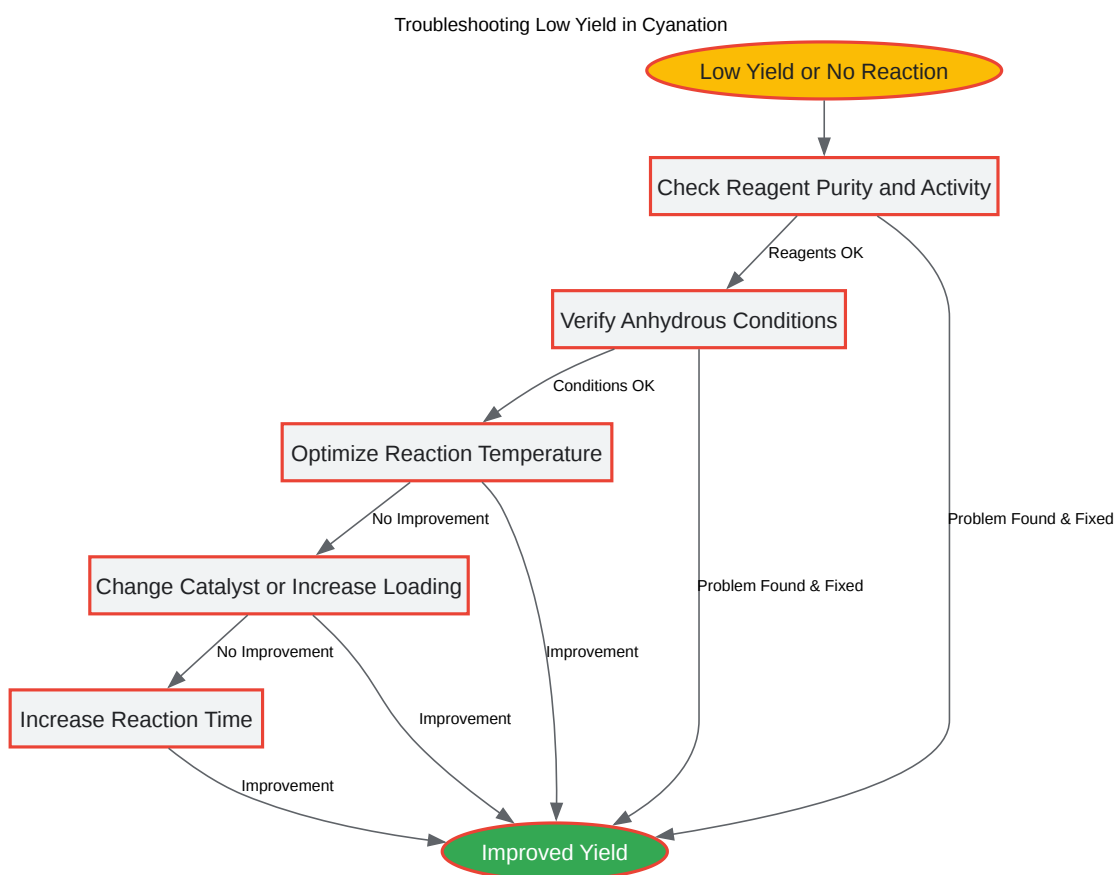 Troubleshooting Low Yield in Cyanation
Low Yield or No Reaction
Check Reagent Purity and Activity
Reagents OK
Verify Anhydrous Conditions
Conditions OK
Optimize Reaction Temperature
No Improvement
Problem Found & Fixed
Change Catalyst or Increase Loading
Problem Found & Fixed
No Improvement
Improvement
Increase Reaction Time
Improvement
Improvement
Improved Yield